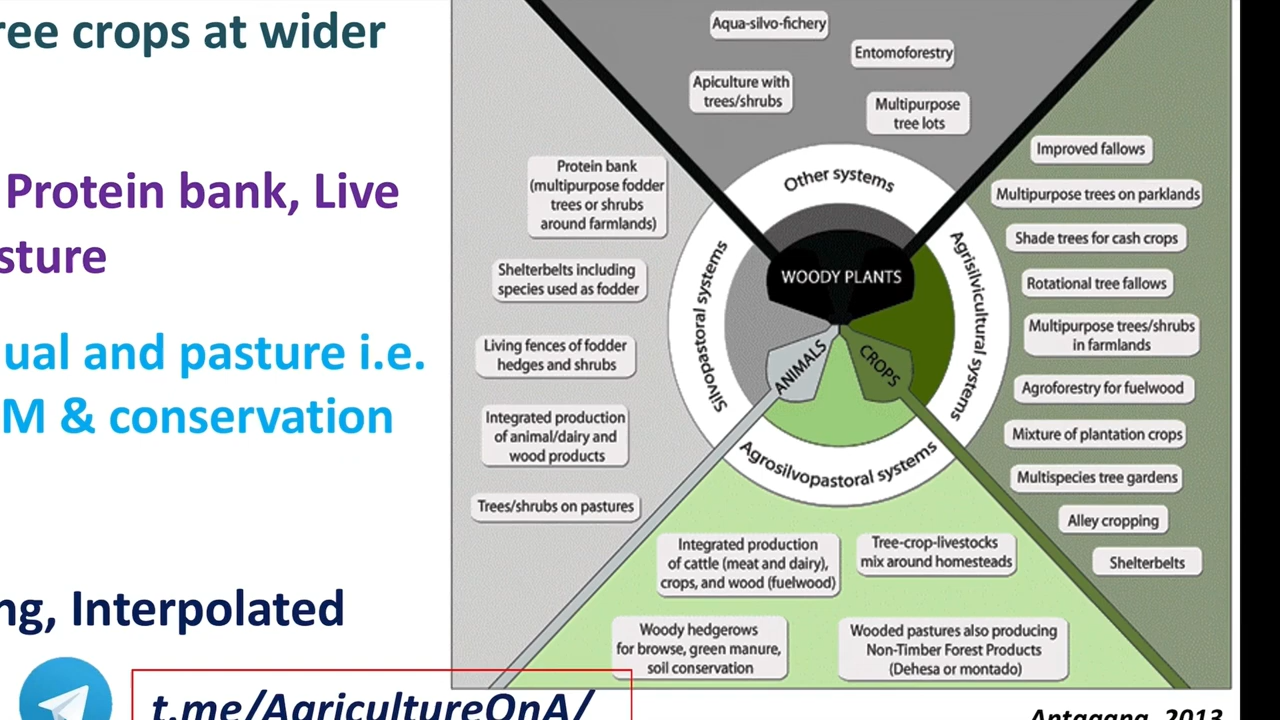 ree crops at wider
Protein bank, Live
sture
ual and pasture i.e.
M & conservation
ng, Interpolated
t.me/AgricultureOnA/
Aqua-silvo-fichery
Entomoforestry
Apiculture with
trees/shrubs
Multipurpose
tree lots
Other systems
WOODY PLANTS
ANIMALS
CROPS
Silvopastoral systems
Agrisilvicultural systems
Agrosilvopastoral systems
Protein bank
(multipurpose fodder
trees or shrubs
around farmlands)
Shelterbelts including
species used as fodder
Living fences of fodder
hedges and shrubs
Integrated production
of animal/dairy and
wood products
Trees/shrubs on pastures
Improved fallows
Multipurpose trees on parklands
Shade trees for cash crops
Rotational tree fallows
Multipurpose trees/shrubs
in farmlands
Agroforestry for fuelwood
Mixture of plantation crops
Multispecies tree gardens
Alley cropping
Shelterbelts
Integrated production
of cattle (meat and dairy),
crops, and wood (fuelwood)
Tree-crop-livestocks
mix around homesteads
Woody hedgerows
for browse, green manure,
soil conservation
Wooded pastures also producing
Non-Timber Forest Products
(Dehesa or montado)
2013